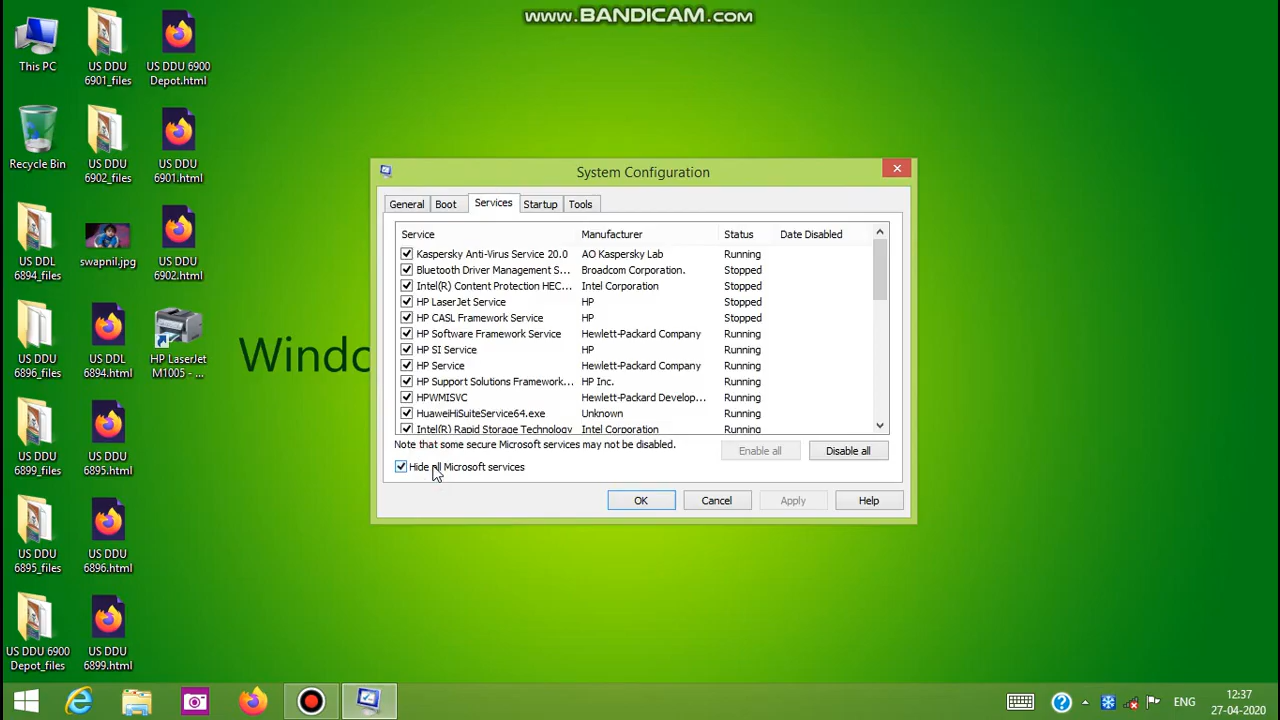 www.BANDICAM.com
This PC
US DDU
6901_files
US DDU 6900
Depot.html
Recycle Bin
US DDU
6902_files
US DDU
6901.html
US DDL
6894_files
swapnil.jpg
US DDU
6902.html
US DDU
6896_files
US DDL
6894.html
HP LaserJet
M1005 - ...
US DDU
6899_files
US DDU
6895.html
US DDU
6895_files
US DDU
6896.html
US DDU 6900
Depot_files
US DDU
6899.html
Windo
System Configuration
General Boot Services Startup Tools
Service Manufacturer Status Date Disabled
Kaspersky Anti-Virus Service 20.0 AO Kaspersky Lab Running
Bluetooth Driver Management S... Broadcom Corporation. Stopped
Intel(R) Content Protection HEC... Intel Corporation Stopped
HP LaserJet Service HP Stopped
HP CASL Framework Service HP Stopped
HP Software Framework Service Hewlett-Packard Company Running
HP SI Service HP Running
HP Service Hewlett-Packard Company Running
HP Support Solutions Framework... HP Inc. Running
HPWMISVC Hewlett-Packard Develop... Running
HuaweiHiSuiteService64.exe Unknown Running
Intel(R) Rapid Storage Technology Intel Corporation Running
Note that some secure Microsoft services may not be disabled.
Enable all Disable all
Hide all Microsoft services
OK Cancel Apply Help
ENG
12:37
27-04-2020